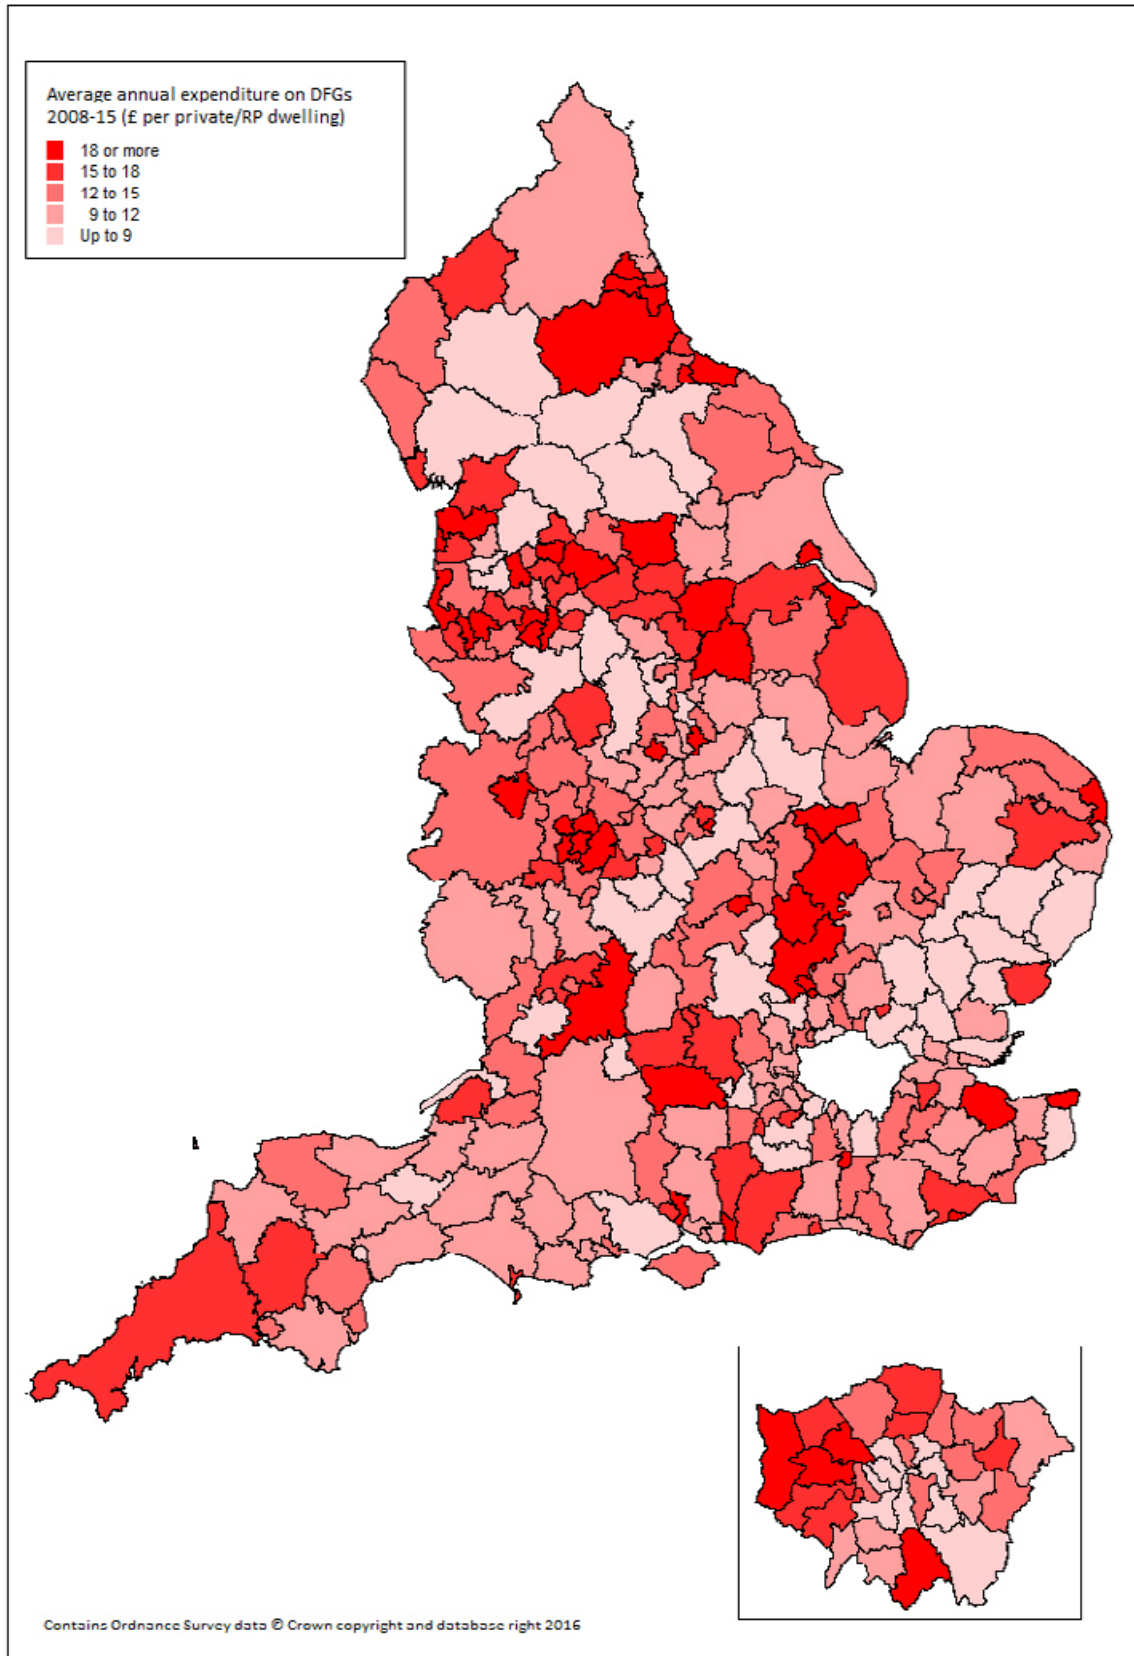 Average annual expenditure on DFGs
2008-15 (£ per private/RP dwelling)
18 or more
15 to 18
12 to 15
9 to 12
Up to 9
Contains Ordnance Survey data © Crown copyright and database right 2016